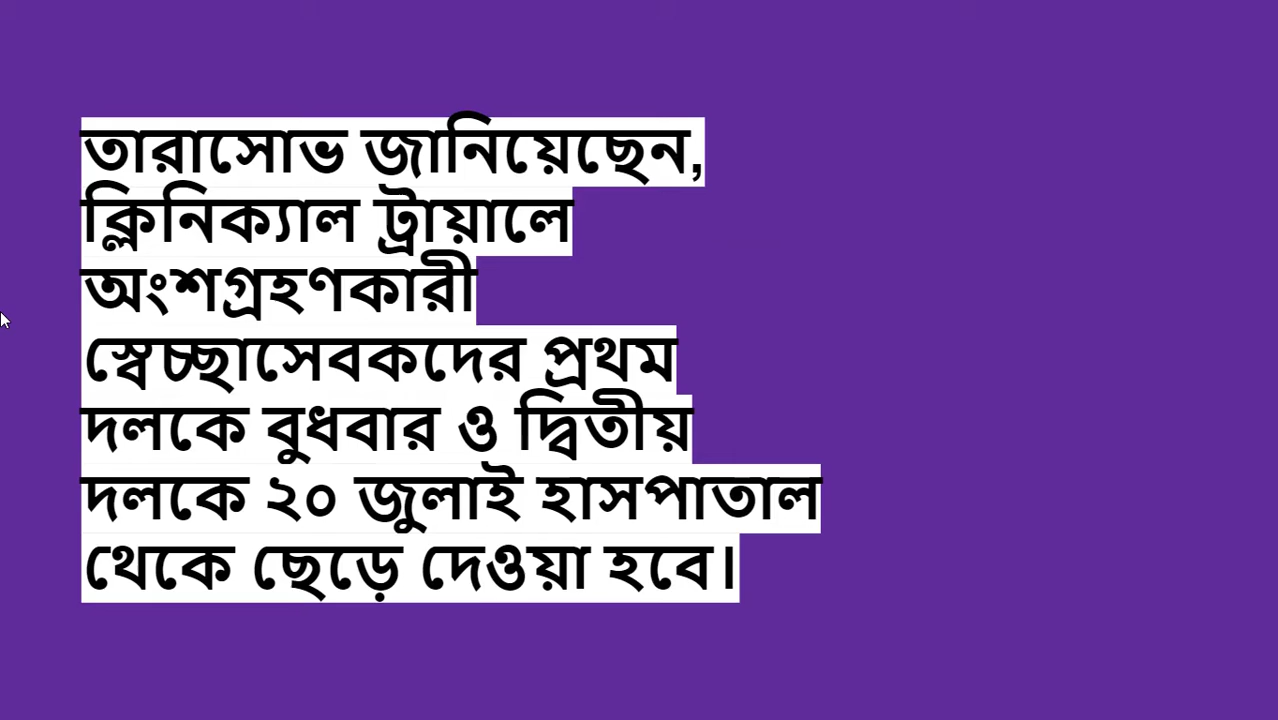 তারাসোভ জানিয়েছেন,
ক্লিনিক্যাল ট্রায়ালে
অংশগ্রহণকারী
স্বেচ্ছাসেবকদের প্রথম
দলকে বুধবার ও দ্বিতীয়
দলকে ২০ জুলাই হাসপাতাল
থেকে ছেড়ে দেওয়া হবে।